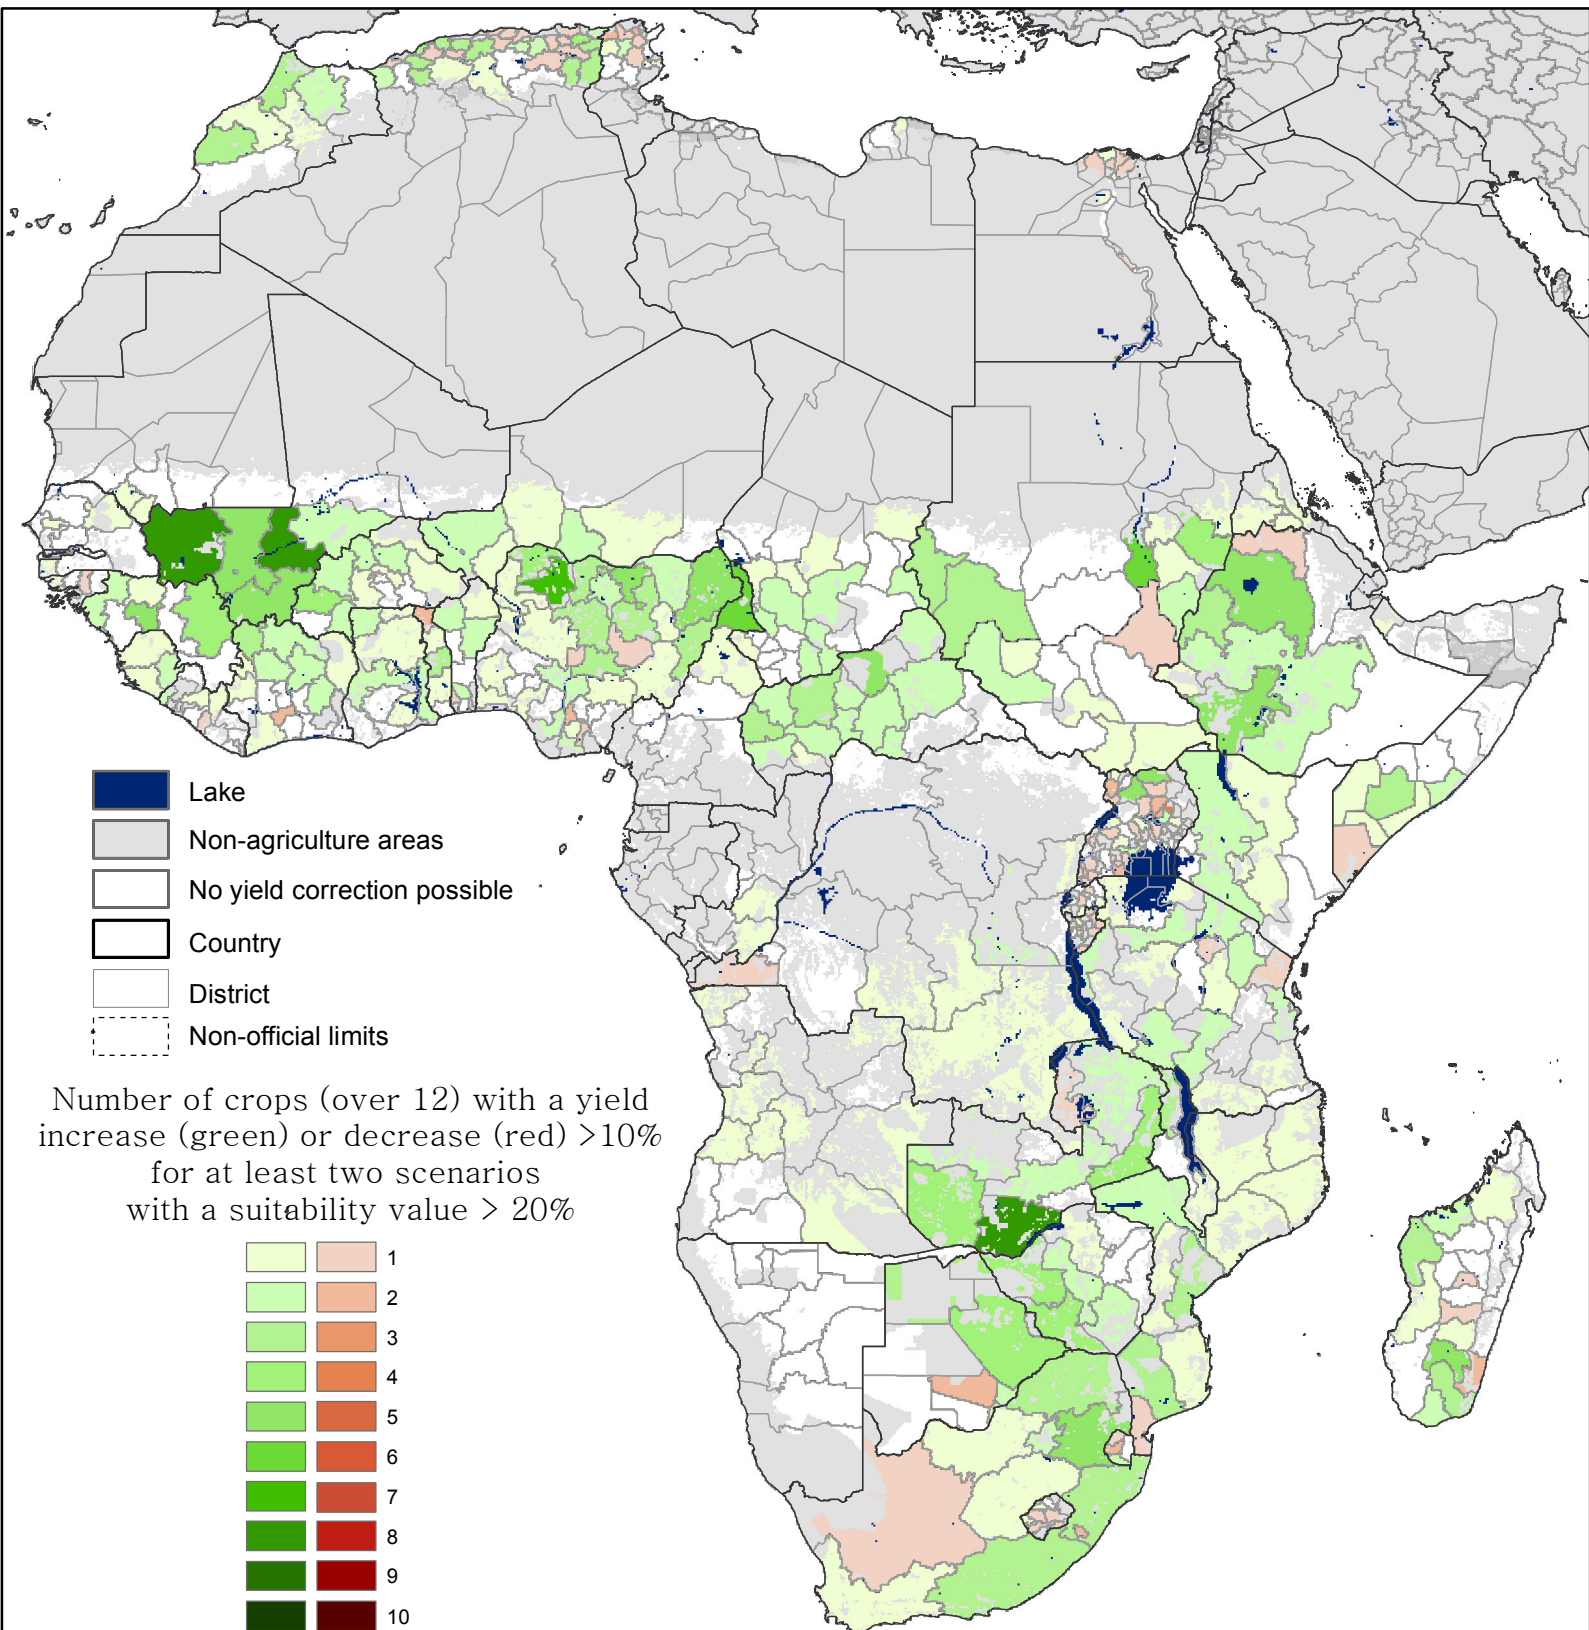 Lake
Non-agriculture areas
No yield correction possible
Country
District
Non-official limits
Number of crops (over 12) with a yield
increase (green) or decrease (red) >10%
for at least two scenarios
with a suitability value > 20%
1
2
3
4
5
6
7
8
9
10